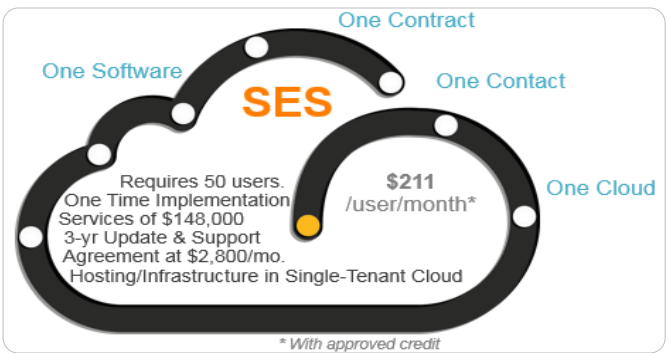 One Contract
One Software
One Contact
SES
Requires 50 users.
One Time Implementation
Services of $148,000
3-yr Update & Support
Agreement at $2,800/mo.
Hosting/Infrastructure in Single-Tenant Cloud
$211
/user/month*
One Cloud
* With approved credit